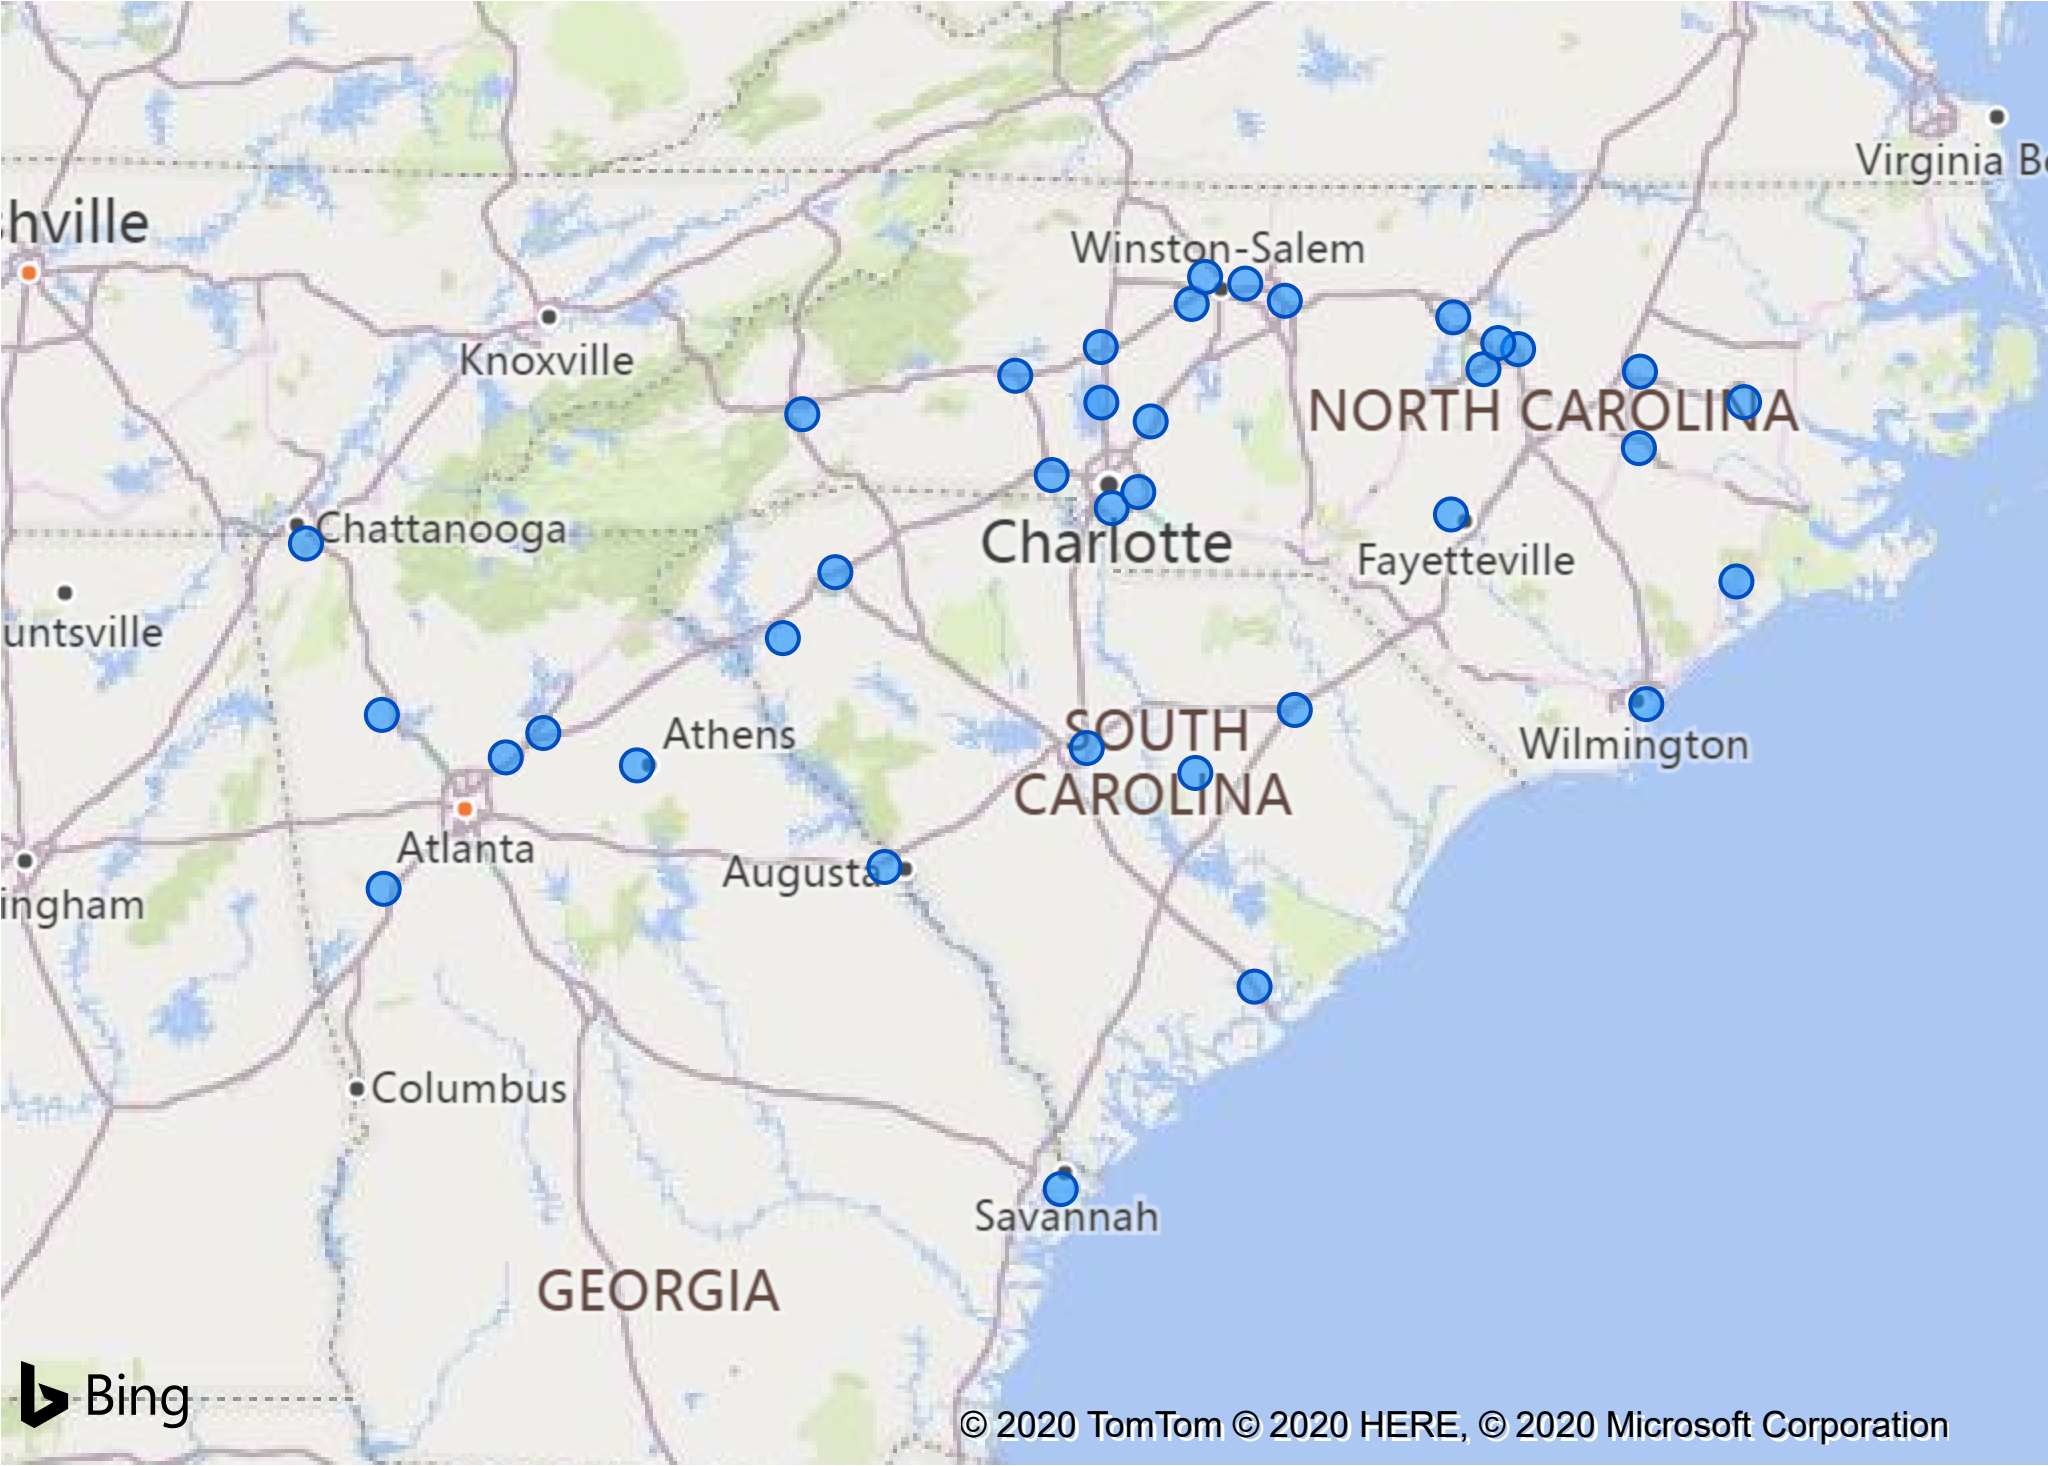 Virginia Be
shville
Winston-Salem
Knoxville
NORTH CAROLINA
Chattanooga
Charlotte
Fayetteville
untsville
Athens
SOUTH
CAROLINA
Wilmington
Atlanta
Augusta
ingham
Columbus
Savannah
GEORGIA
Bing
© 2020 TomTom © 2020 HERE, © 2020 Microsoft Corporation